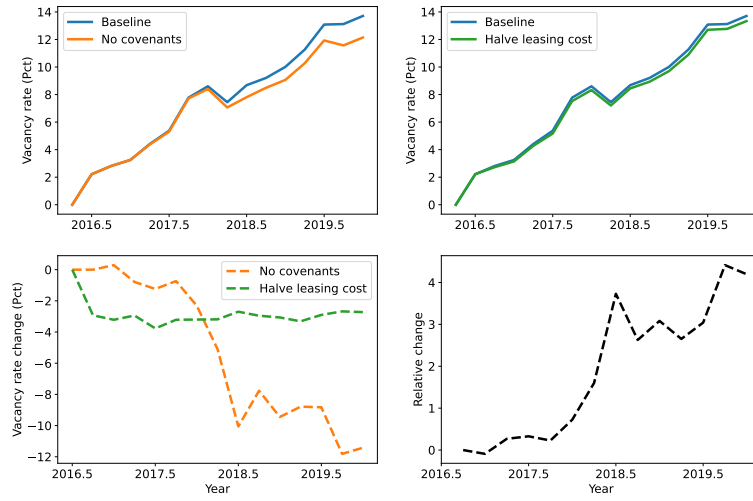 14
12
10
8
6
4
2
0
Vacancy rate (Pct)
Baseline
No covenants
2016.5 2017.5 2018.5 2019.5
14
12
10
8
6
4
2
0
Vacancy rate (Pct)
Baseline
Halve leasing cost
2016.5 2017.5 2018.5 2019.5
0
−2
−4
−6
−8
−10
−12
Vacancy rate change (Pct)
No covenants
Halve leasing cost
2016.5 2017.5 2018.5 2019.5
Year
4
3
2
1
0
Relative change
2016.5 2017.5 2018.5 2019.5
Year